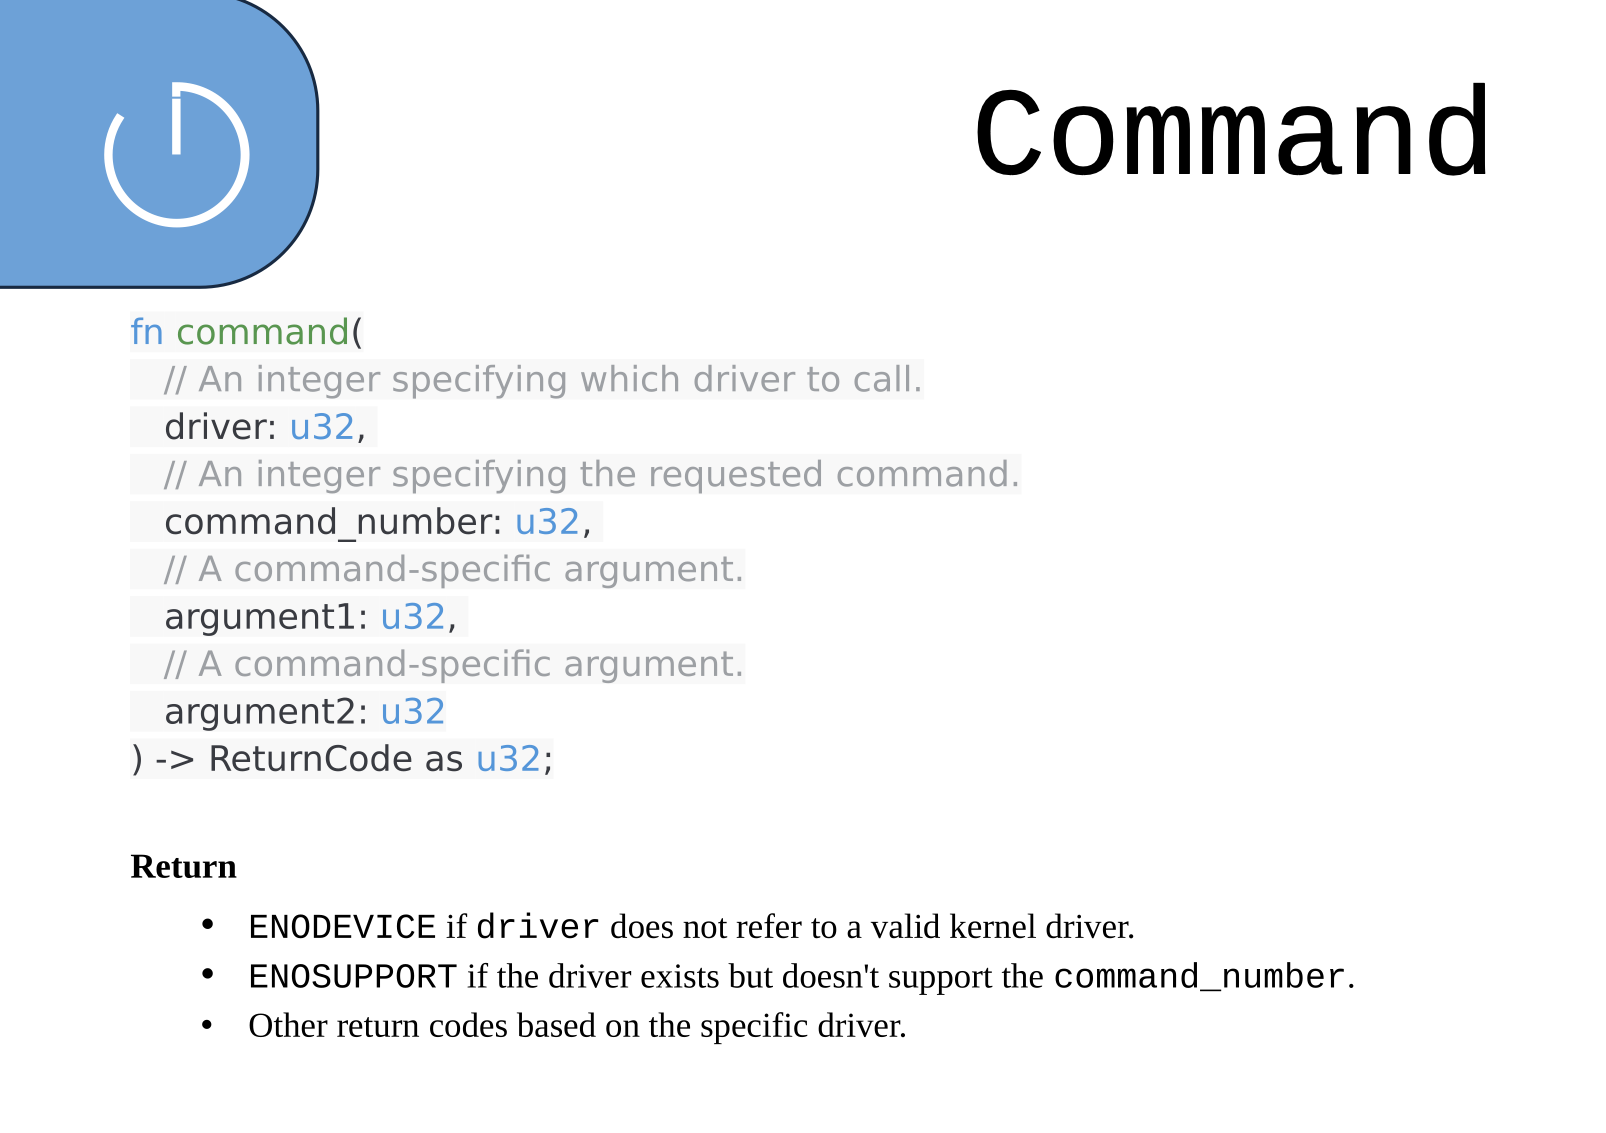 Command
fn command(
// An integer specifying which driver to call.
driver: u32,
// An integer specifying the requested command.
command_number: u32,
// A command-specific argument.
argument1: u32,
// A command-specific argument.
argument2: u32
) -> ReturnCode as u32;
Return
• ENODEVICE if driver does not refer to a valid kernel driver.
• ENOSUPPORT if the driver exists but doesn't support the command_number.
• Other return codes based on the specific driver.